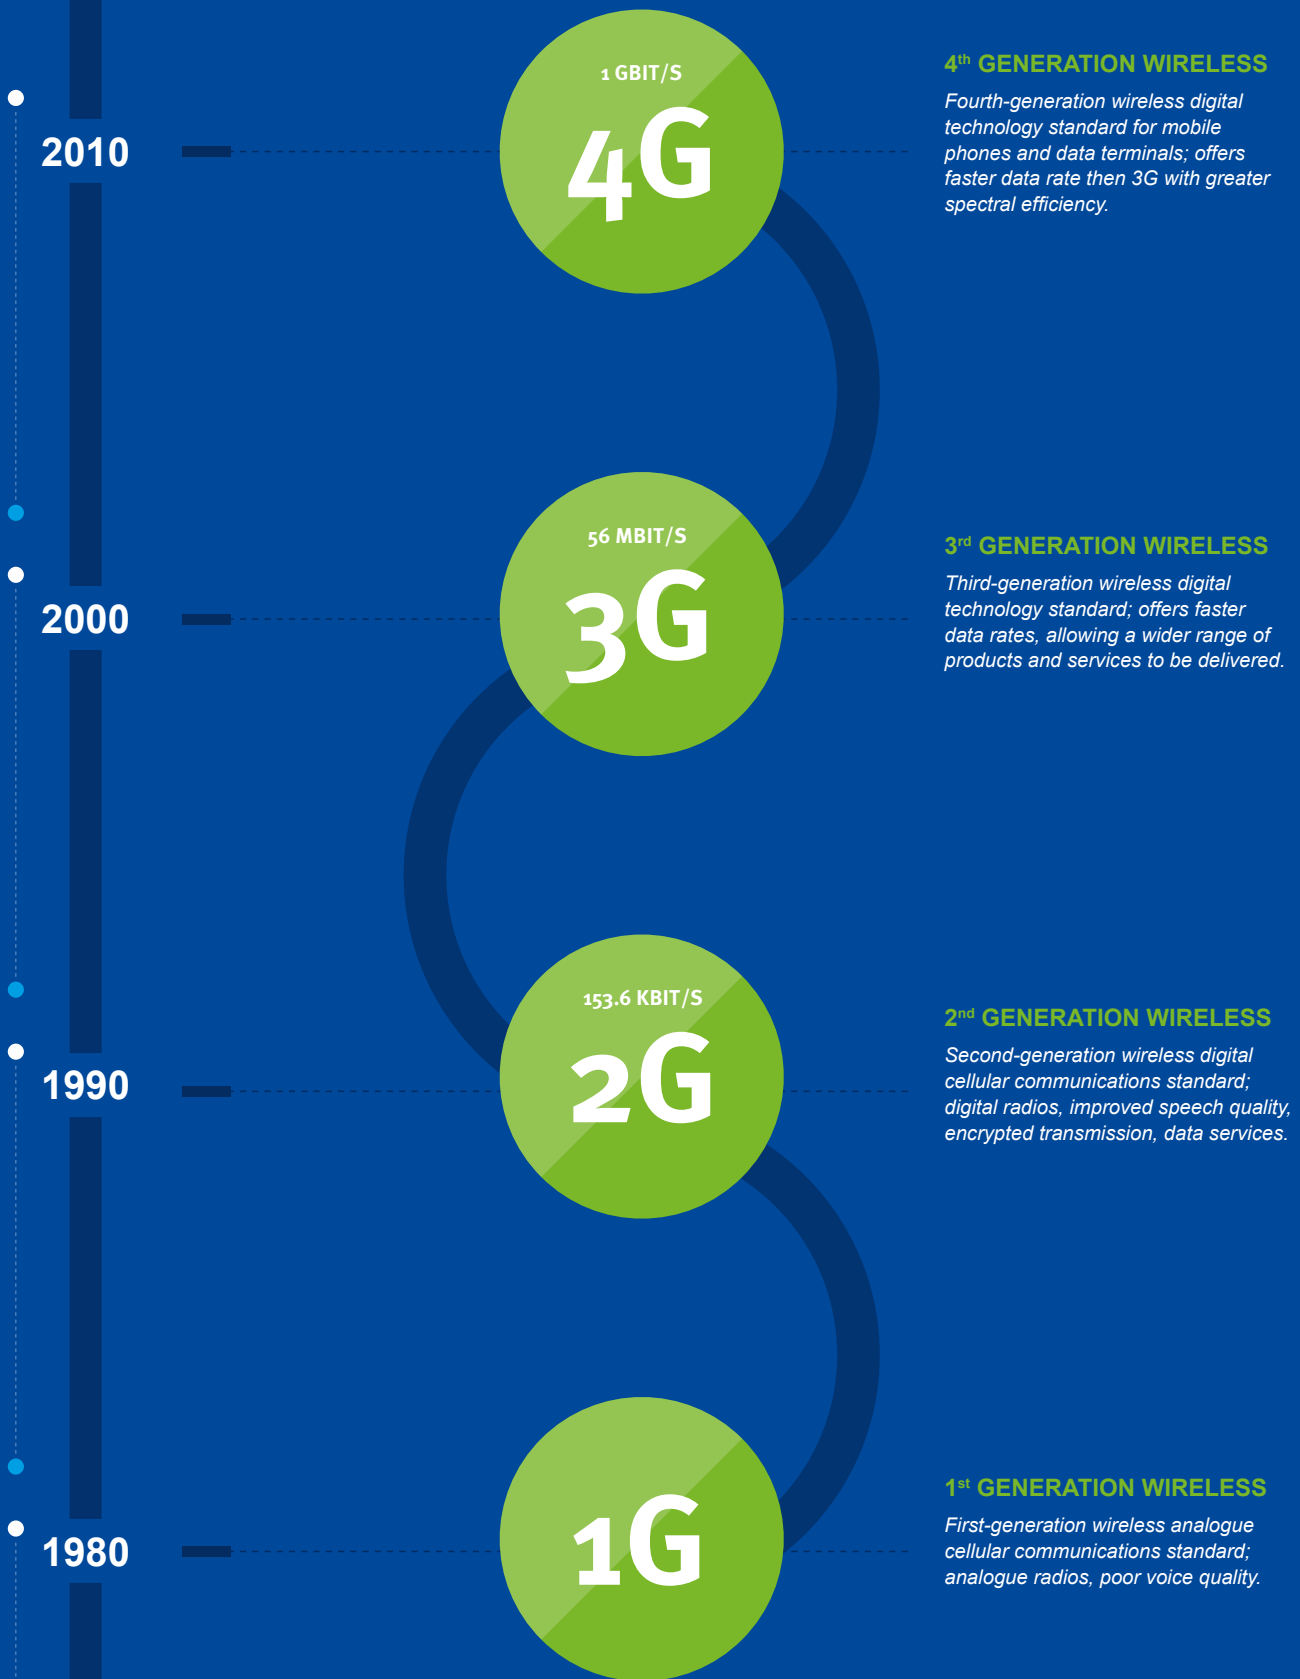 2010
1 GBIT/S
4G
4th GENERATION WIRELESS
Fourth-generation wireless digital
technology standard for mobile
phones and data terminals; offers
faster data rate then 3G with greater
spectral efficiency.
2000
56 MBIT/S
3G
3rd GENERATION WIRELESS
Third-generation wireless digital
technology standard; offers faster
data rates, allowing a wider range of
products and services to be delivered.
1990
153.6 KBIT/S
2G
2nd GENERATION WIRELESS
Second-generation wireless digital
cellular communications standard;
digital radios, improved speech quality,
encrypted transmission, data services.
1980
1G
1st GENERATION WIRELESS
First-generation wireless analogue
cellular communications standard;
analogue radios, poor voice quality.